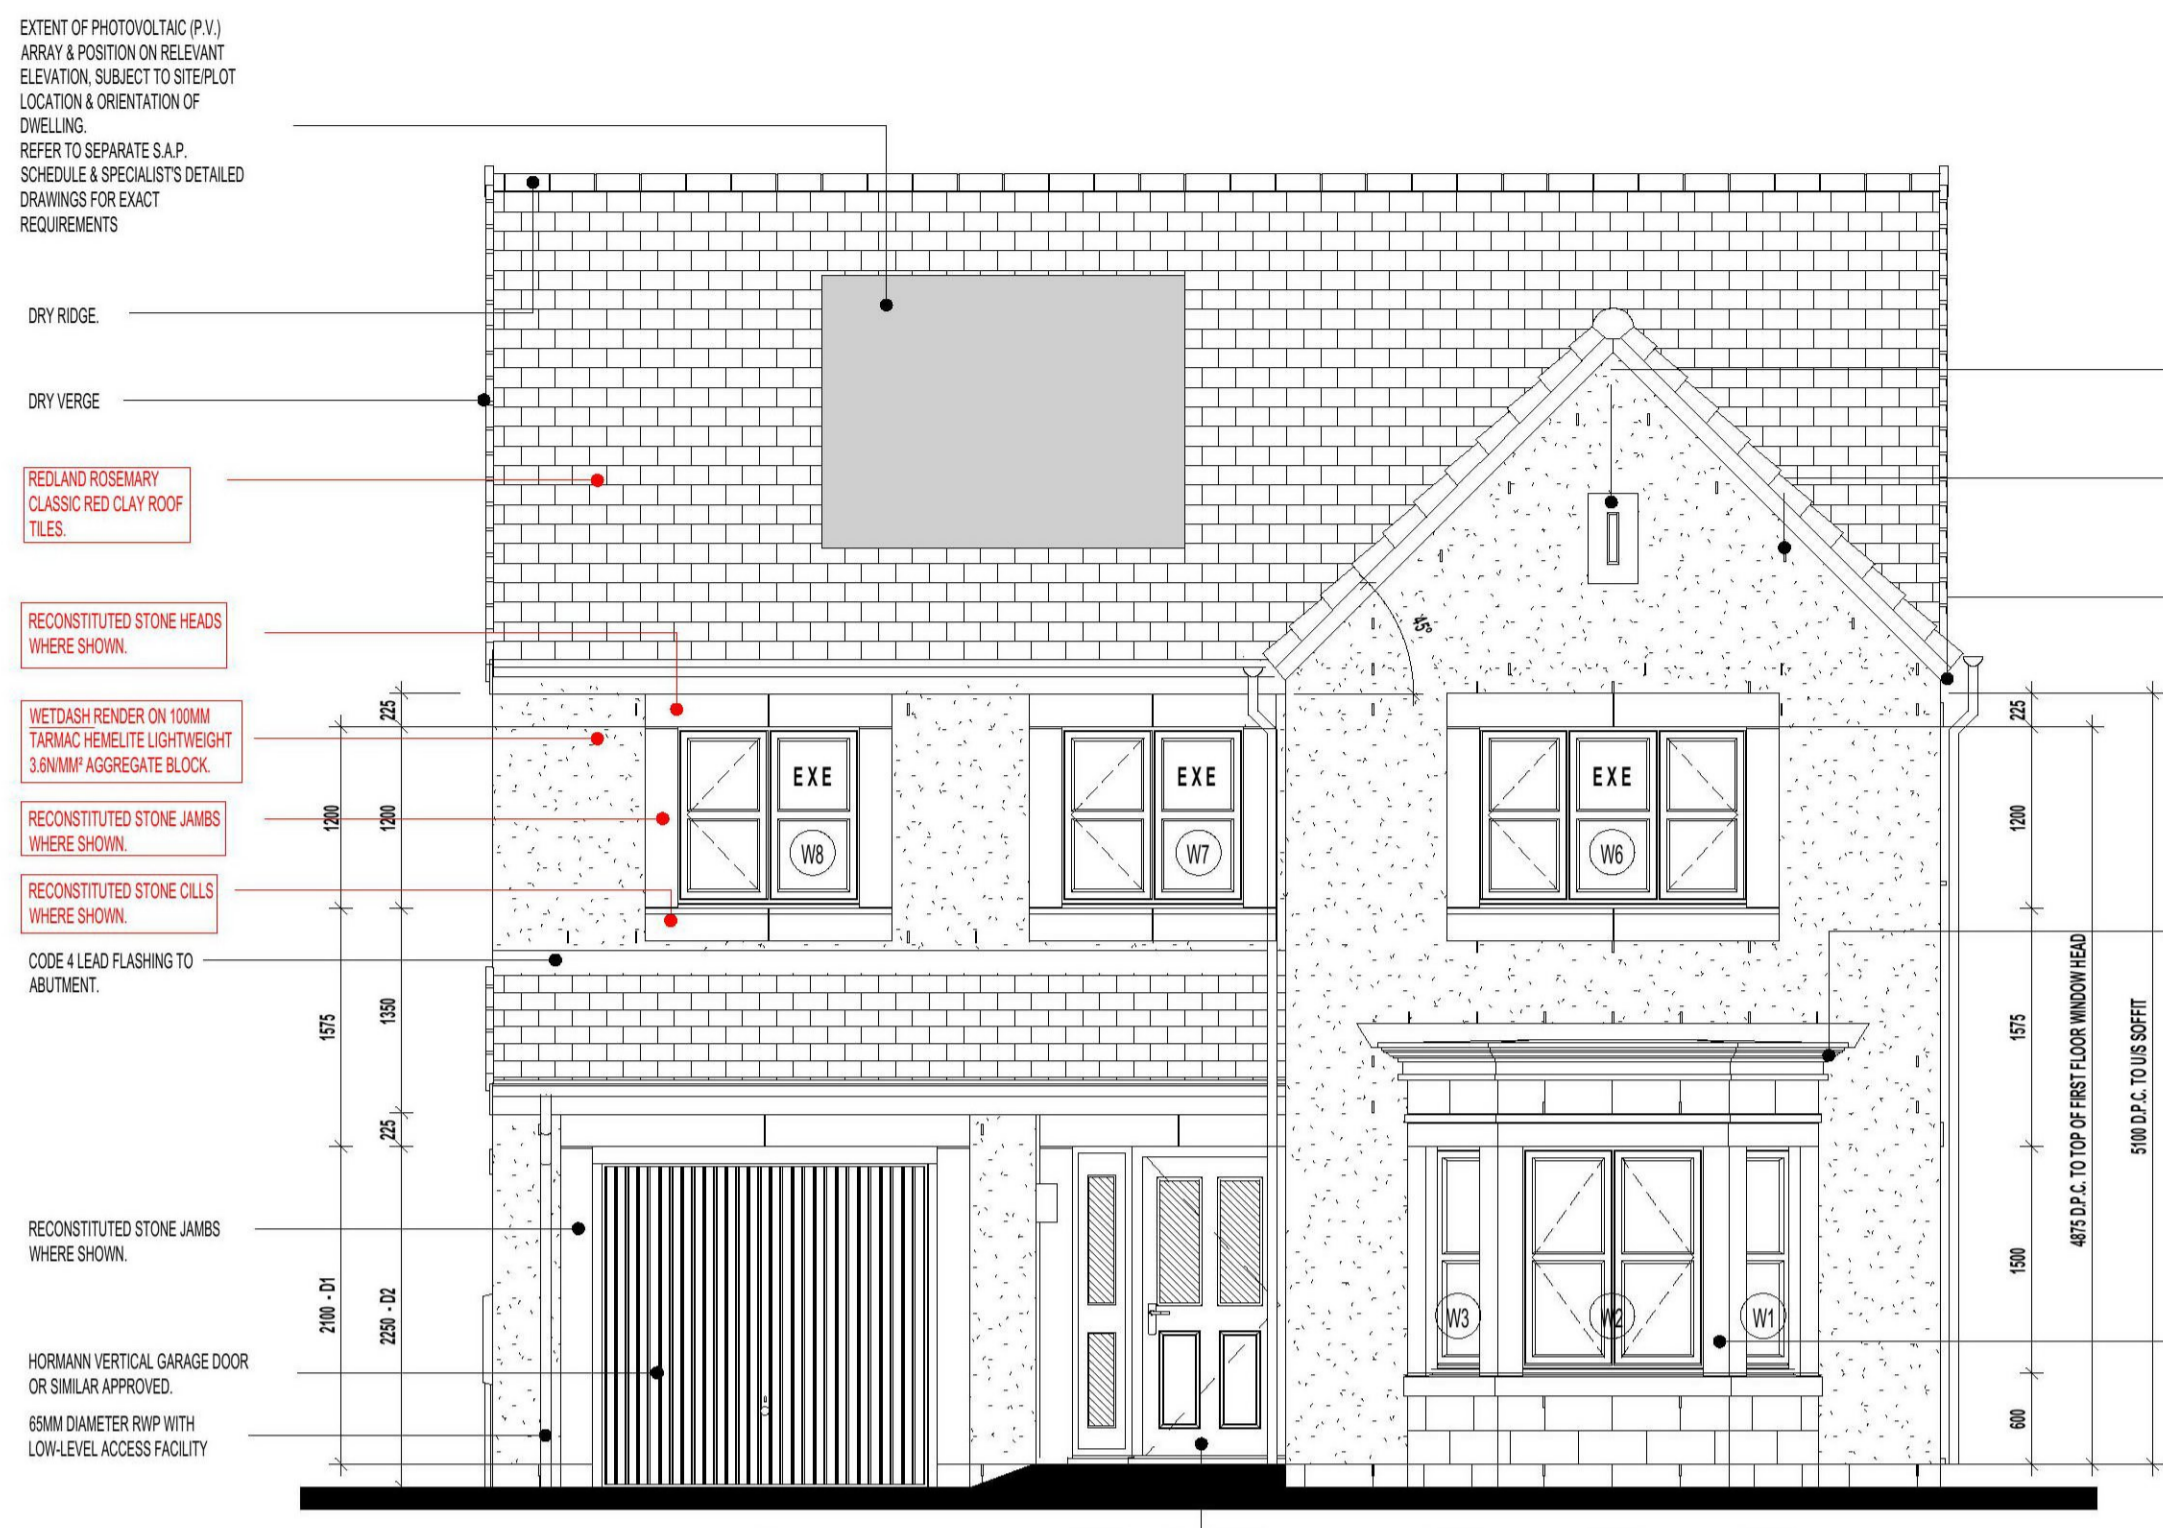 EXTENT OF PHOTOVOLTAIC (P.V.)
ARRAY & POSITION ON RELEVANT
ELEVATION, SUBJECT TO SITE/PLOT
LOCATION & ORIENTATION OF
DWELLING.
REFER TO SEPARATE S.A.P.
SCHEDULE & SPECIALIST'S DETAILED
DRAWINGS FOR EXACT
REQUIREMENTS
DRY RIDGE.
DRY VERGE
REDLAND ROSEMARY
CLASSIC RED CLAY ROOF
TILES.
RECONSTITUTED STONE HEADS
WHERE SHOWN.
WETDASH RENDER ON 100MM
TARMAC HEMELITE LIGHTWEIGHT
3.6N/MM² AGGREGATE BLOCK.
RECONSTITUTED STONE JAMBS
WHERE SHOWN.
RECONSTITUTED STONE CILLS
WHERE SHOWN.
CODE 4 LEAD FLASHING TO
ABUTMENT.
RECONSTITUTED STONE JAMBS
WHERE SHOWN.
HORMANN VERTICAL GARAGE DOOR
OR SIMILAR APPROVED.
65MM DIAMETER RWP WITH
LOW-LEVEL ACCESS FACILITY
1200
1575
2100 - D1
225
1200
1350
225
2250 - D2
45°
EXE
W8
EXE
W7
EXE
W6
W3
W2
W1
225
1200
1575
1500
600
4875 D.P.C. TO TOP OF FIRST FLOOR WINDOW HEAD
5100 D.P.C. TO U/S SOFFIT